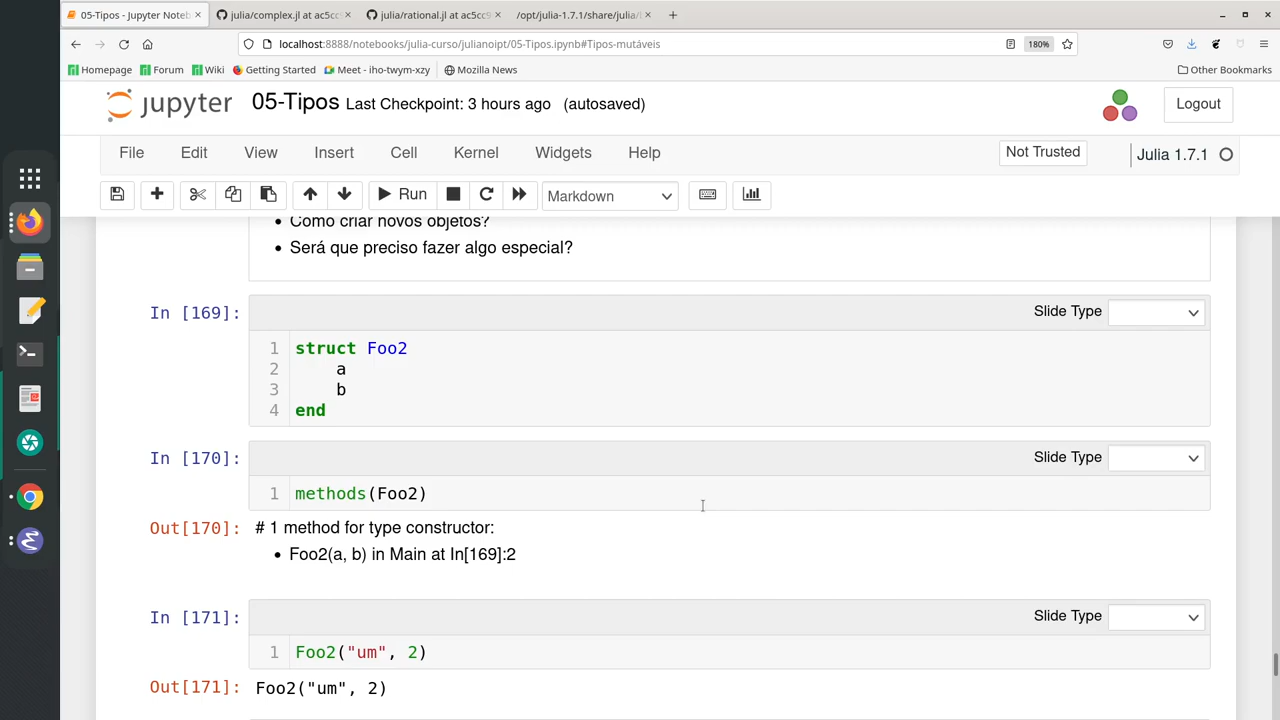 05-Tipos - Jupyter Noteb
julia/complex.jl at ac5cc
julia/rational.jl at ac5cc9
/opt/julia-1.7.1/share/julia/
localhost:8888/notebooks/julia-curso/julianoipt/05-Tipos.ipynb#Tipos-mutáveis
180%
Homepage
Forum
Wiki
Getting Started
Meet - iho-twym-xzy
Mozilla News
Other Bookmarks
jupyter
05-Tipos Last Checkpoint: 3 hours ago (autosaved)
Logout
File
Edit
View
Insert
Cell
Kernel
Widgets
Help
Not Trusted
Julia 1.7.1
Run
Markdown
• Como criar novos objetos?
• Será que preciso fazer algo especial?
In [169]:
Slide Type
1 struct Foo2
2 a
3 b
4 end
In [170]:
Slide Type
1 methods(Foo2)
Out[170]: # 1 method for type constructor:
• Foo2(a, b) in Main at In[169]:2
In [171]:
Slide Type
1 Foo2("um", 2)
Out[171]: Foo2("um", 2)